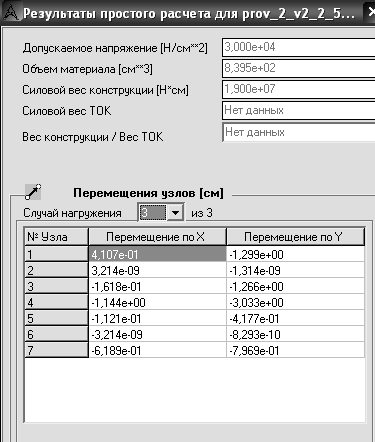 Результаты простого расчета для prov_2_v2_2_5...
Допускаемое напряжение [Н/см**2] 3,000e+04
Объем материала [см**3] 8,395e+02
Силовой вес конструкции [Н*см] 1,900e+07
Силовой вес ТОК Нет данных
Вес конструкции / Вес ТОК Нет данных
Перемещения узлов [см]
Случай нагружения 3 из 3
№ Узла Перемещение по X Перемещение по Y
1 4,107e-01 -1,299e+00
2 3,214e-09 -1,314e-09
3 -1,618e-01 -1,266e+00
4 -1,144e+00 -3,033e+00
5 -1,121e-01 -4,177e-01
6 -3,214e-09 -8,293e-10
7 -6,189e-01 -7,969e-01